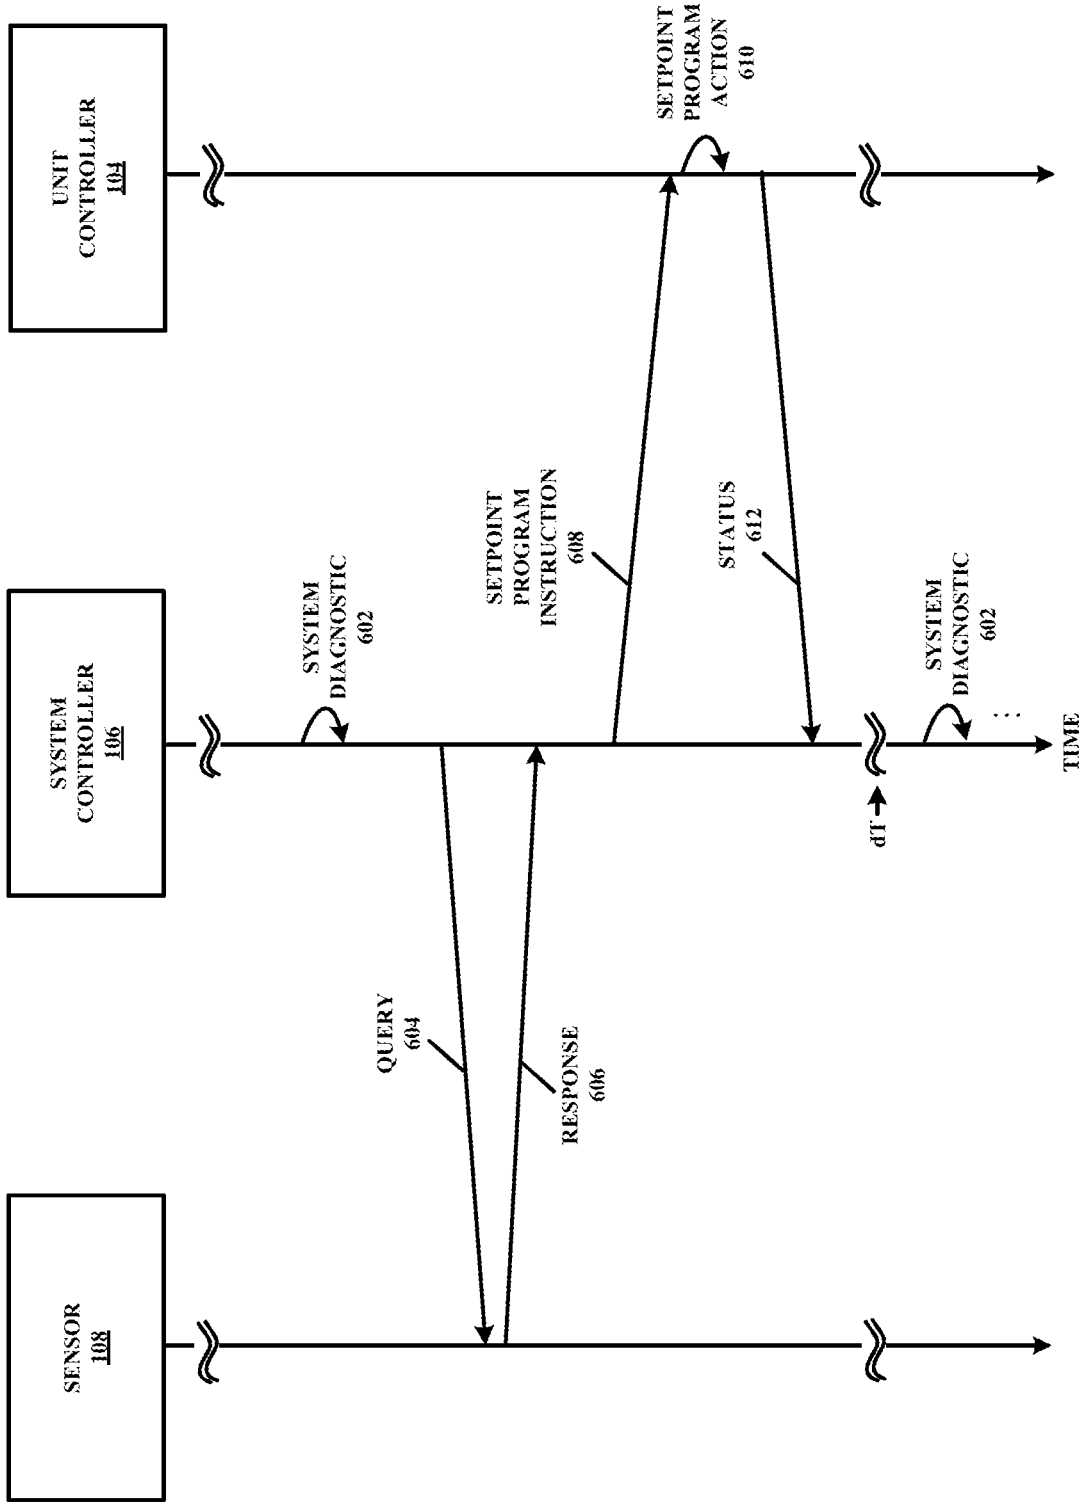 UNIT
CONTROLLER
104
SYSTEM
CONTROLLER
106
SENSOR
108
SYSTEM
DIAGNOSTIC
602
QUERY
604
RESPONSE
606
SETPOINT
PROGRAM
INSTRUCTION
608
SETPOINT
PROGRAM
ACTION
610
STATUS
612
dT
SYSTEM
DIAGNOSTIC
602
...
TIME